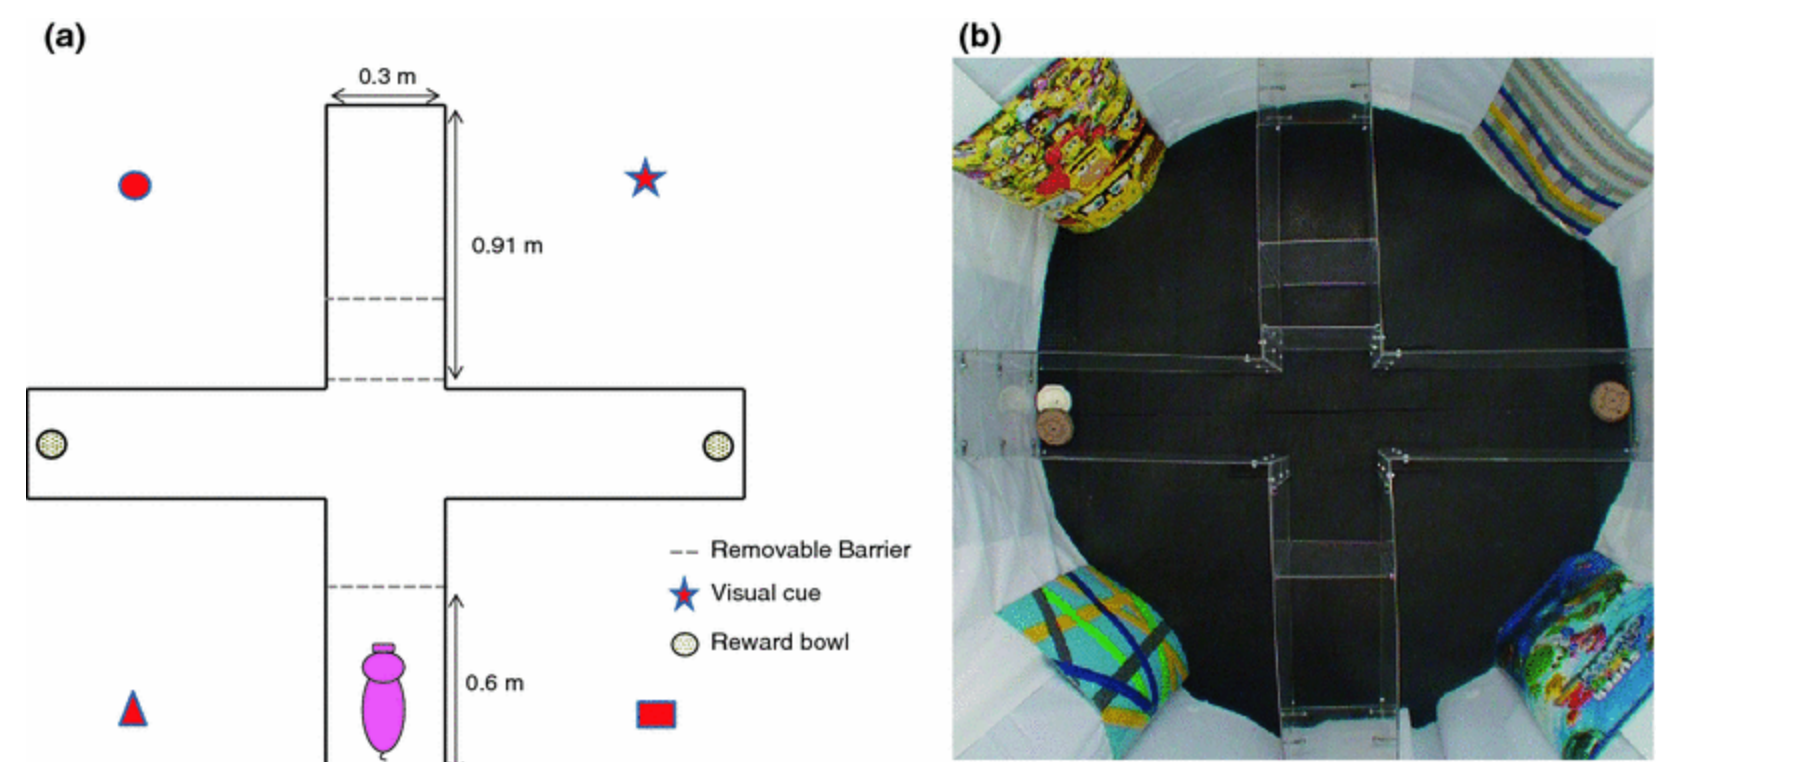 (a)
0.3 m
0.91 m
Removable Barrier
Visual cue
Reward bowl
0.6 m
(b)